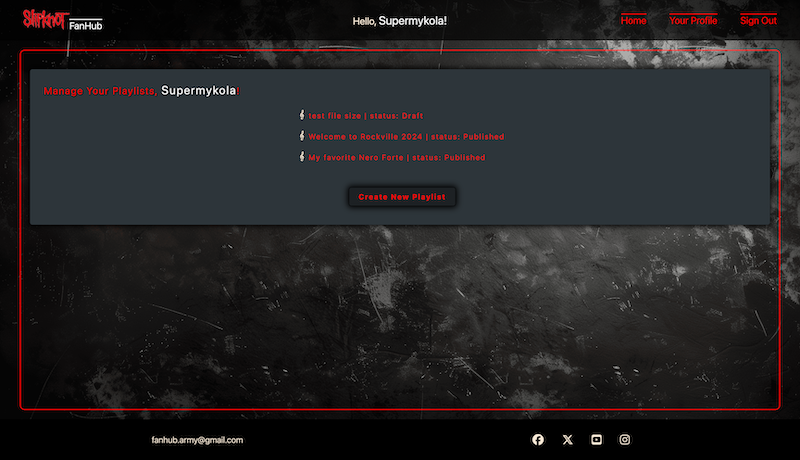 SlipKnoT FanHub
Hello, Supermykola!
Home Your Profile Sign Out
Manage Your Playlists, Supermykola!
test file size | status: Draft
Welcome to Rockville 2024 | status: Published
My favorite Nero Forte | status: Published
Create New Playlist
fanhub.army@gmail.com